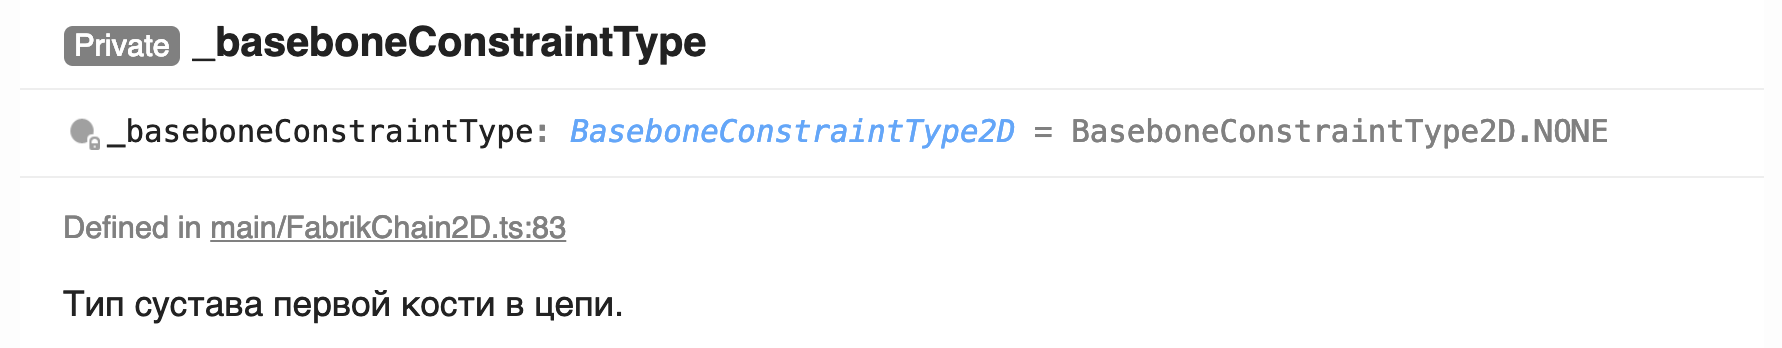 Private _baseboneConstraintType
_baseboneConstraintType: BaseboneConstraintType2D = BaseboneConstraintType2D.NONE
Defined in main/FabrikChain2D.ts:83
Тип сустава первой кости в цепи.